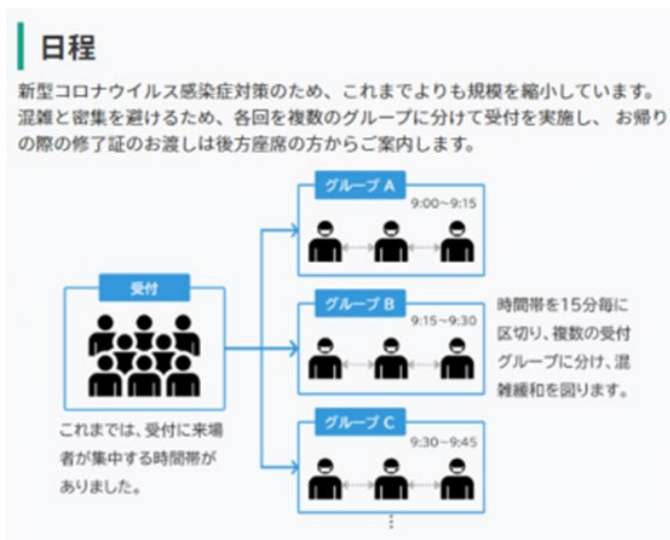 日程
新型コロナウイルス感染症対策のため、これまでよりも規模を縮小しています。
混雑と密集を避けるため、各回を複数のグループに分けて受付を実施し、 お帰り
の際の修了証のお渡しは後方座席の方からご案内します。
グループ A
9:00~9:15
受付
これまでは、受付に来場
者が集中する時間帯が
ありました。
グループ B
9:15~9:30
時間帯を15分毎に
区切り、複数の受付
グループに分け、混
雑緩和を図ります。
グループ C
9:30~9:45